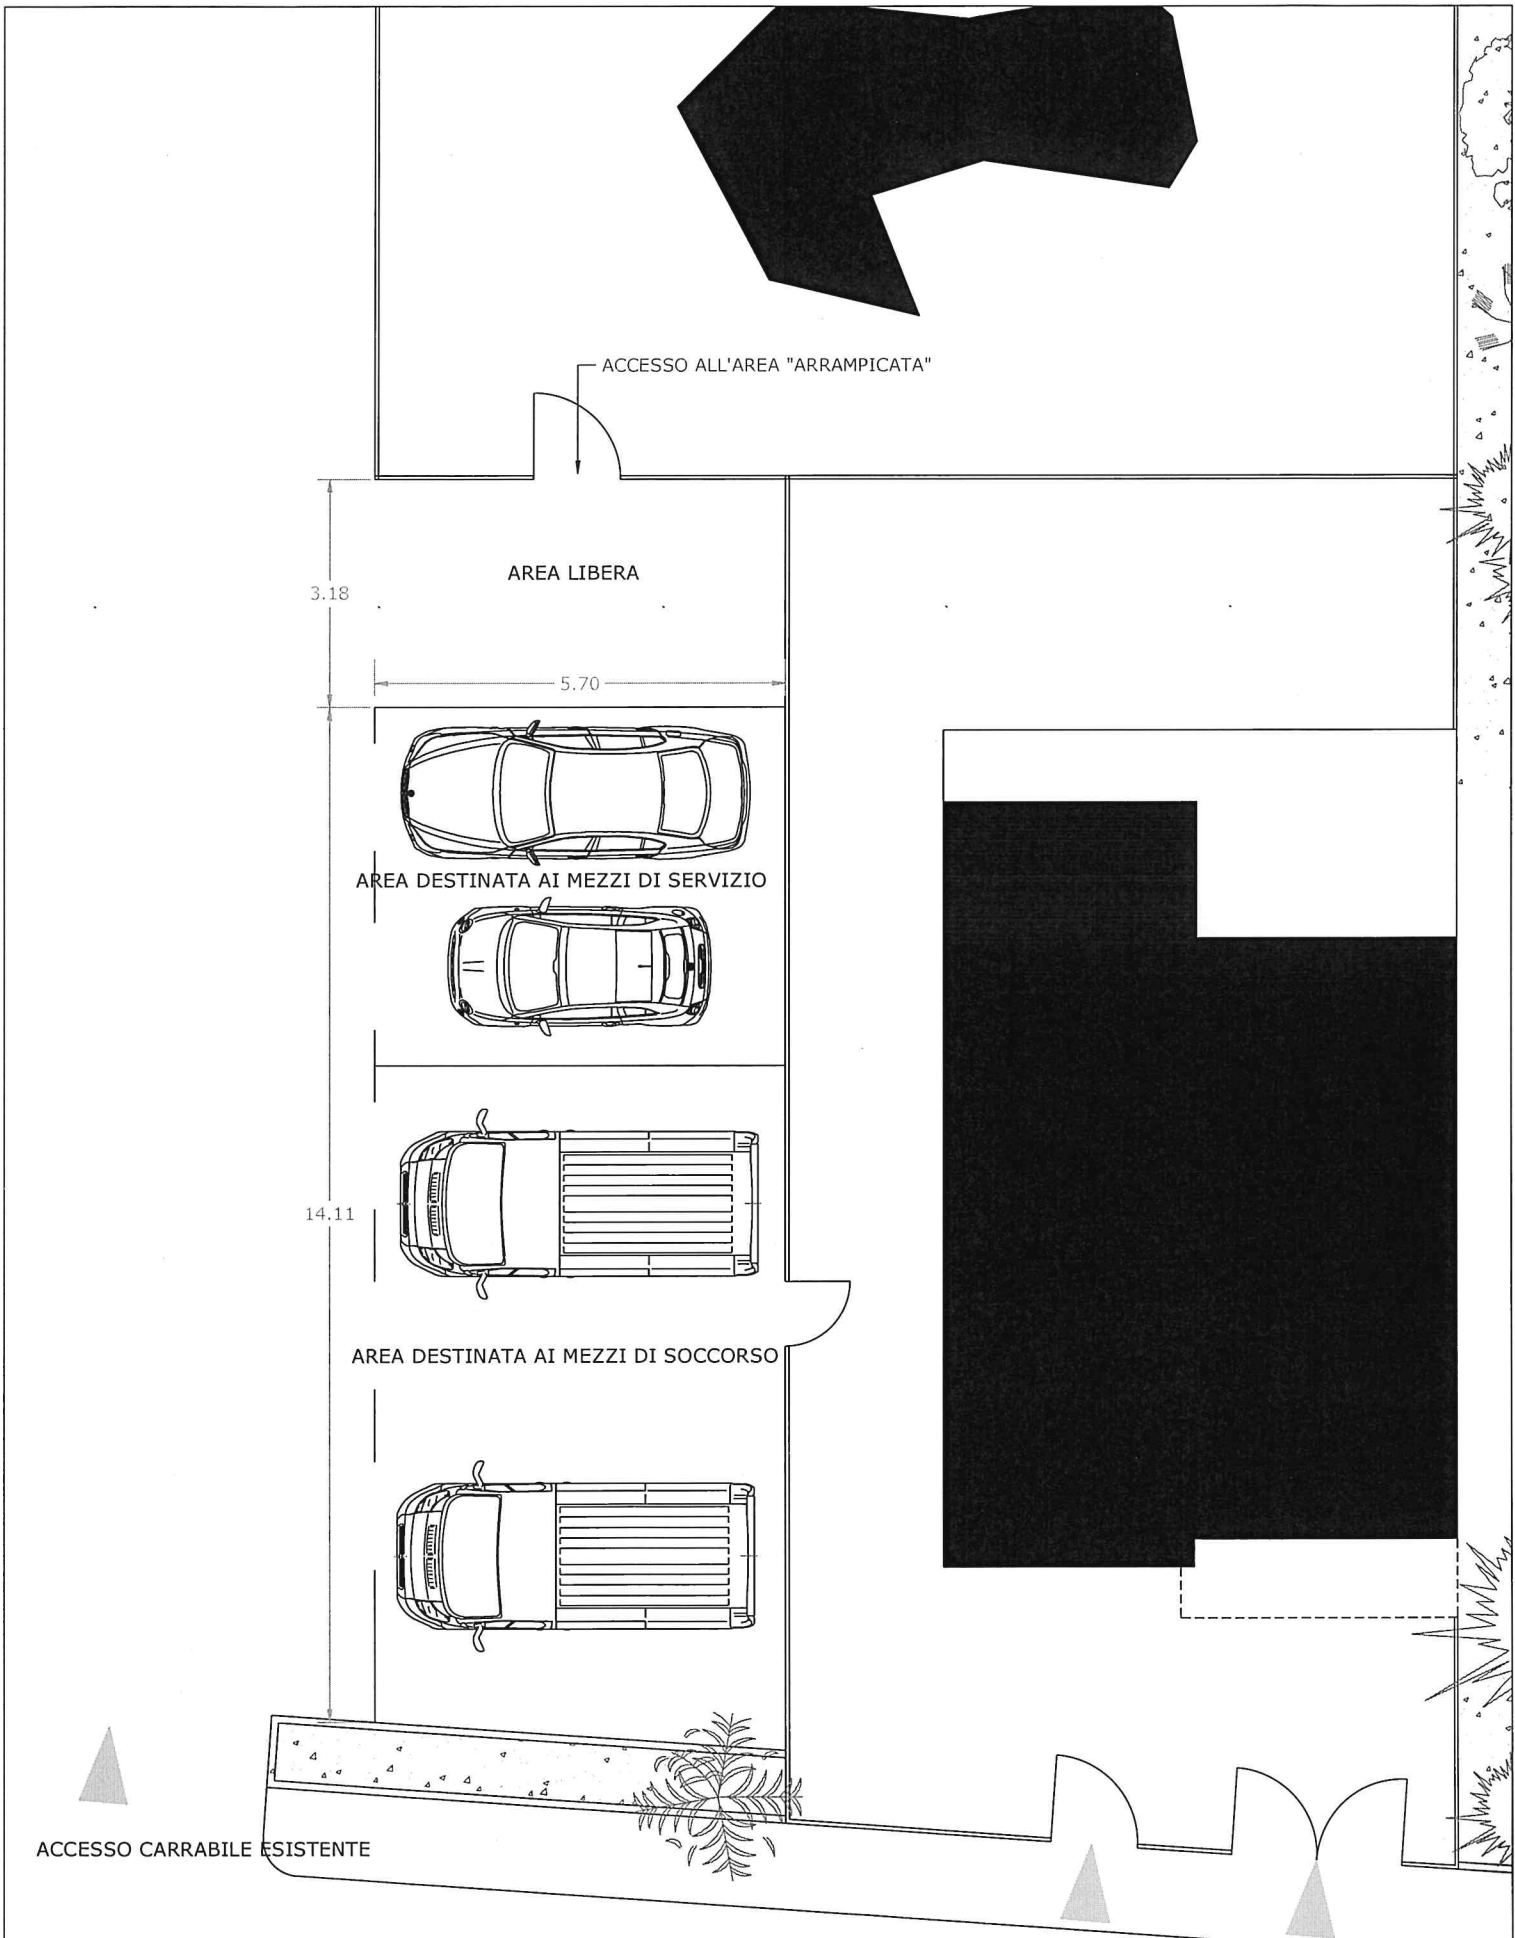 ACCESSO ALL'AREA "ARRAMPICATA"
AREA LIBERA
3.18
5.70
AREA DESTINATA AI MEZZI DI SERVIZIO
14.11
AREA DESTINATA AI MEZZI DI SOCCORSO
ACCESSO CARRABILE ESISTENTE